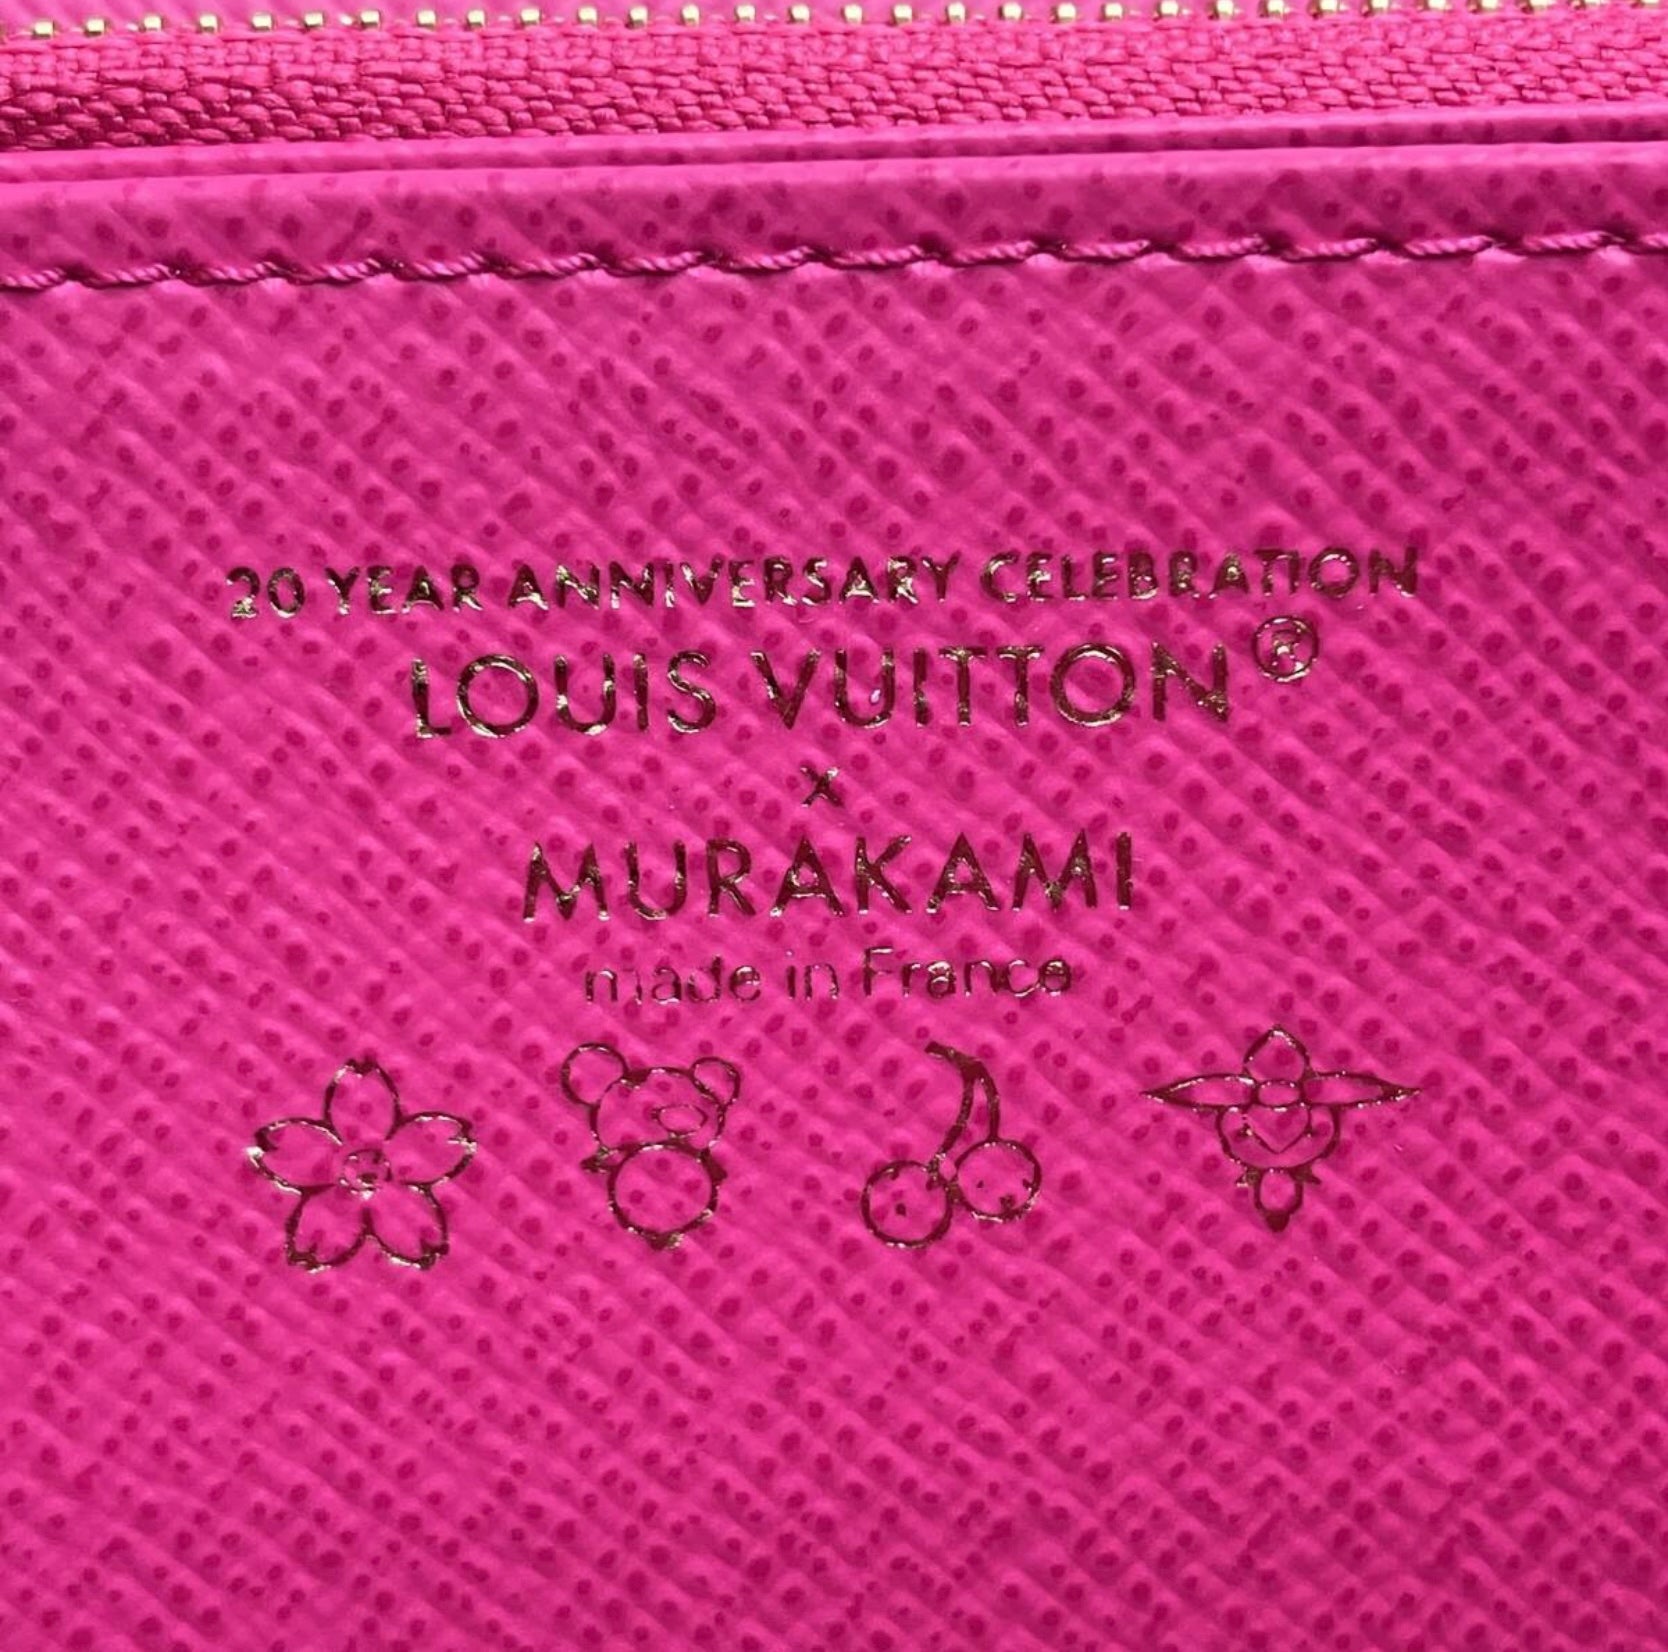 20 YEAR ANNIVERSARY CELEBRATION
LOUIS VUITTON®
x
MURAKAMI
made in France